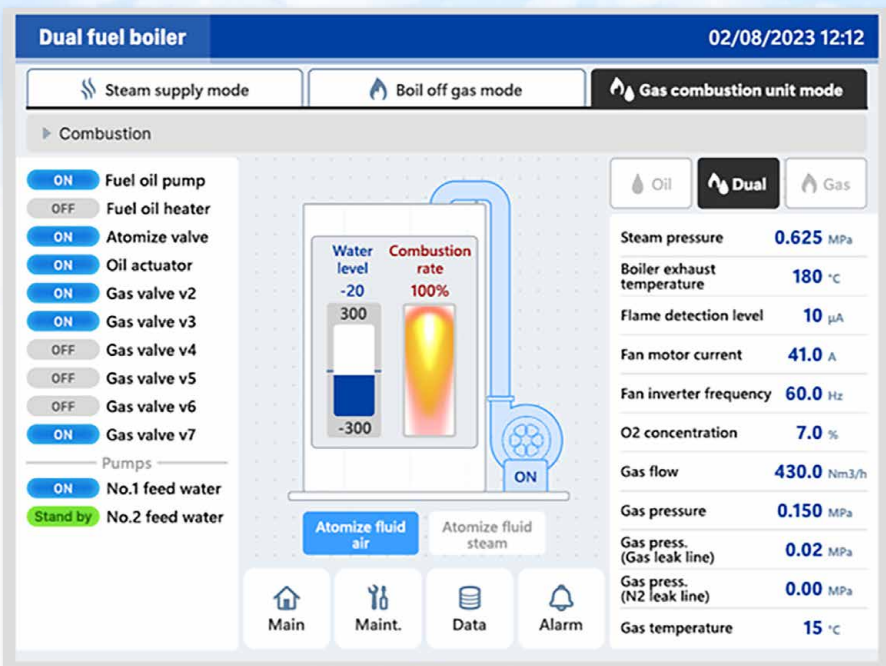 Dual fuel boiler
02/08/2023 12:12
Steam supply mode
Boil off gas mode
Gas combustion unit mode
Combustion
ON Fuel oil pump
OFF Fuel oil heater
ON Atomize valve
ON Oil actuator
ON Gas valve v2
ON Gas valve v3
OFF Gas valve v4
OFF Gas valve v5
OFF Gas valve v6
ON Gas valve v7
Pumps
ON No.1 feed water
Stand by No.2 feed water
Water
level
-20
300
-300
Combustion
rate
100%
ON
Atomize fluid
air
Atomize fluid
steam
Main
Maint.
Data
Alarm
Oil
Dual
Gas
Steam pressure 0.625 MPa
Boiler exhaust
temperature 180 °C
Flame detection level 10 μA
Fan motor current 41.0 A
Fan inverter frequency 60.0 Hz
O2 concentration 7.0 %
Gas flow 430.0 Nm3/h
Gas pressure 0.150 MPa
Gas press.
(Gas leak line) 0.02 MPa
Gas press.
(N2 leak line) 0.00 MPa
Gas temperature 15 °C